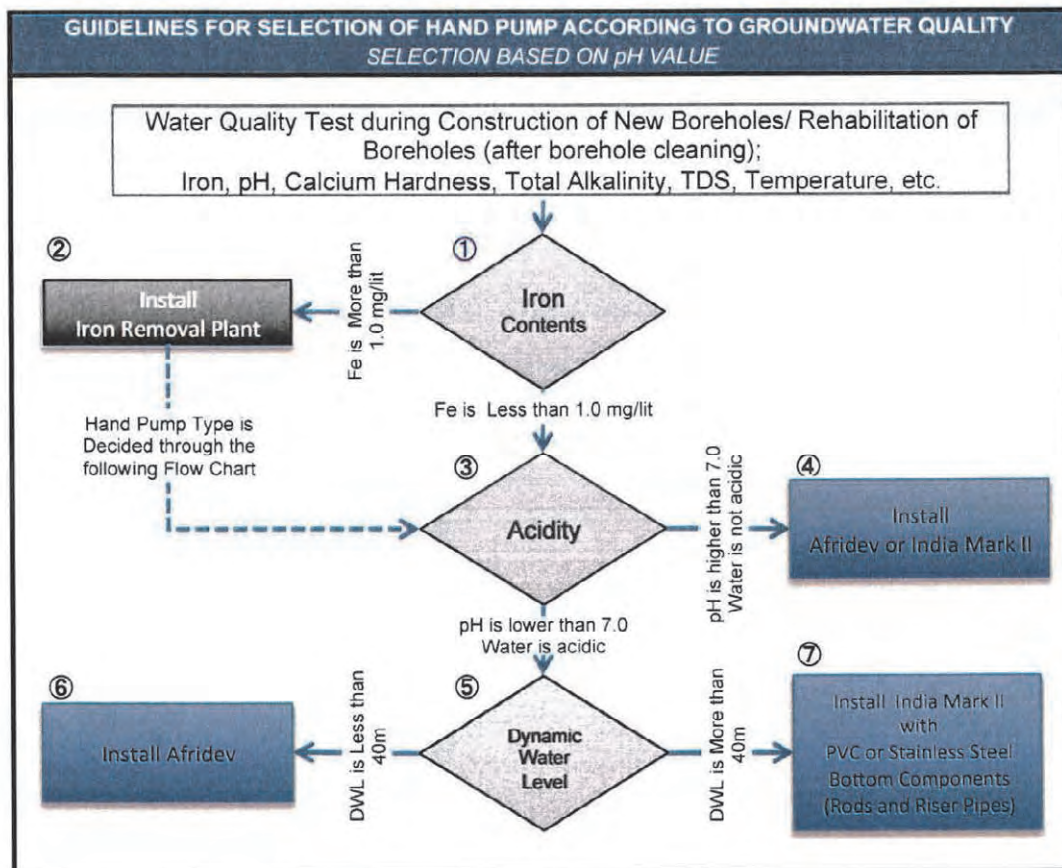 GUIDELINES FOR SELECTION OF HAND PUMP ACCORDING TO GROUNDWATER QUALITY
SELECTION BASED ON pH VALUE
Water Quality Test during Construction of New Boreholes/ Rehabilitation of
Boreholes (after borehole cleaning);
Iron, pH, Calcium Hardness, Total Alkalinity, TDS, Temperature, etc.
①
Iron
Contents
Fe is More than
1.0 mg/lit
②
Install
Iron Removal Plant
Hand Pump Type is
Decided through the
following Flow Chart
Fe is Less than 1.0 mg/lit
③
Acidity
pH is higher than 7.0
Water is not acidic
④
Install
Afridev or India Mark II
pH is lower than 7.0
Water is acidic
⑤
Dynamic
Water
Level
DWL is Less than
40m
⑥
Install Afridev
DWL is More than
40m
⑦
Install India Mark II
with
PVC or Stainless Steel
Bottom Components
(Rods and Riser Pipes)